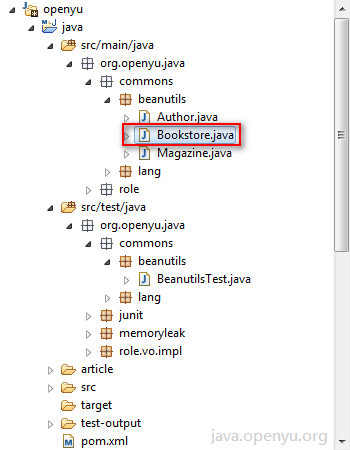 openyu
java
src/main/java
org.openyu.java
commons
beanutils
Author.java
Bookstore.java
Magazine.java
lang
role
src/test/java
org.openyu.java
commons
beanutils
BeanutilsTest.java
lang
junit
memoryleak
role.vo.impl
article
src
target
test-output
pom.xml
java.openyu.org